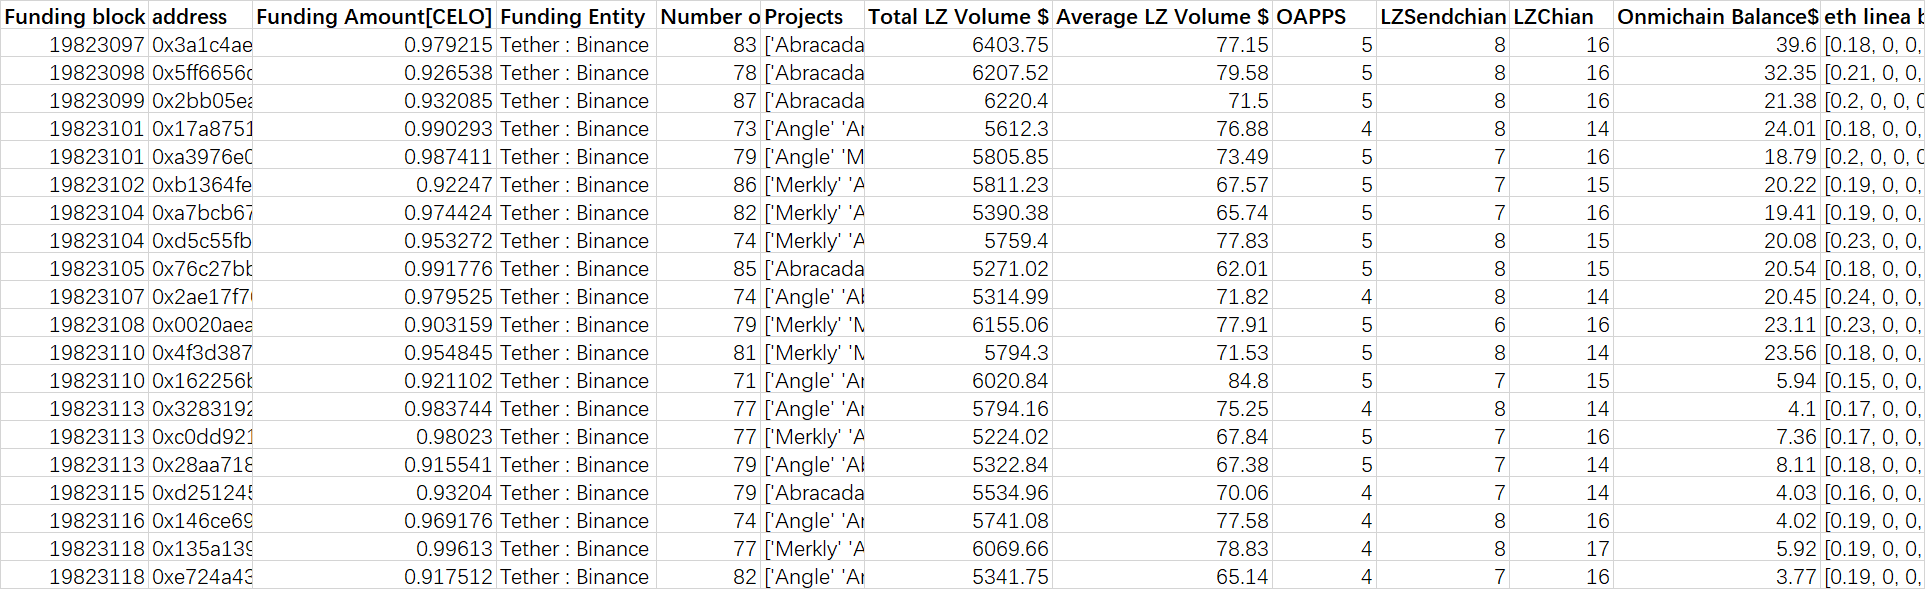 Funding block address Funding Amount[CELO] Funding Entity Number o Projects Total LZ Volume $ Average LZ Volume $ OAPPS LZSendchian LZChian Onmichain Balance$ eth linea b
19823097 0x3a1c4ae 0.979215 Tether : Binance 83 ['Abracada 6403.75 77.15 5 8 16 39.6 [0.18, 0, 0,
19823098 0x5ff6656c 0.926538 Tether : Binance 78 ['Abracada 6207.52 79.58 5 8 16 32.35 [0.21, 0, 0,
19823099 0x2bb05ea 0.932085 Tether : Binance 87 ['Abracada 6220.4 71.5 5 8 16 21.38 [0.2, 0, 0, 0
19823101 0x17a8751 0.990293 Tether : Binance 73 ['Angle' 'Ar 5612.3 76.88 4 8 14 24.01 [0.18, 0, 0,
19823101 0xa3976e0 0.987411 Tether : Binance 79 ['Angle' 'M 5805.85 73.49 5 7 16 18.79 [0.2, 0, 0, 0
19823102 0xb1364fe 0.92247 Tether : Binance 86 ['Merkly' 'A 5811.23 67.57 5 7 15 20.22 [0.19, 0, 0,
19823104 0xa7bcb67 0.974424 Tether : Binance 82 ['Merkly' 'A 5390.38 65.74 5 7 16 19.41 [0.19, 0, 0,
19823104 0xd5c55fb 0.953272 Tether : Binance 74 ['Merkly' 'A 5759.4 77.83 5 8 15 20.08 [0.23, 0, 0,
19823105 0x76c27bb 0.991776 Tether : Binance 85 ['Abracada 5271.02 62.01 5 8 15 20.54 [0.18, 0, 0,
19823107 0x2ae17f7 0.979525 Tether : Binance 74 ['Angle' 'Ab 5314.99 71.82 4 8 14 20.45 [0.24, 0, 0,
19823108 0x0020aea 0.903159 Tether : Binance 79 ['Merkly' 'M 6155.06 77.91 5 6 16 23.11 [0.23, 0, 0,
19823110 0x4f3d387 0.954845 Tether : Binance 81 ['Merkly' 'M 5794.3 71.53 5 8 14 23.56 [0.18, 0, 0,
19823110 0x162256b 0.921102 Tether : Binance 71 ['Angle' 'Ar 6020.84 84.8 5 7 15 5.94 [0.15, 0, 0,
19823113 0x3283192 0.983744 Tether : Binance 77 ['Angle' 'Ar 5794.16 75.25 4 8 14 4.1 [0.17, 0, 0,
19823113 0xc0dd921 0.98023 Tether : Binance 77 ['Merkly' 'A 5224.02 67.84 5 7 16 7.36 [0.17, 0, 0,
19823113 0x28aa718 0.915541 Tether : Binance 79 ['Angle' 'Ab 5322.84 67.38 5 7 14 8.11 [0.18, 0, 0,
19823115 0xd251245 0.93204 Tether : Binance 79 ['Abracada 5534.96 70.06 4 7 14 4.03 [0.16, 0, 0,
19823116 0x146ce69 0.969176 Tether : Binance 74 ['Angle' 'Ar 5741.08 77.58 4 8 16 4.02 [0.19, 0, 0,
19823118 0x135a139 0.99613 Tether : Binance 77 ['Merkly' 'A 6069.66 78.83 4 8 17 5.92 [0.19, 0, 0,
19823118 0xe724a43 0.917512 Tether : Binance 82 ['Angle' 'Ar 5341.75 65.14 4 7 16 3.77 [0.19, 0, 0,